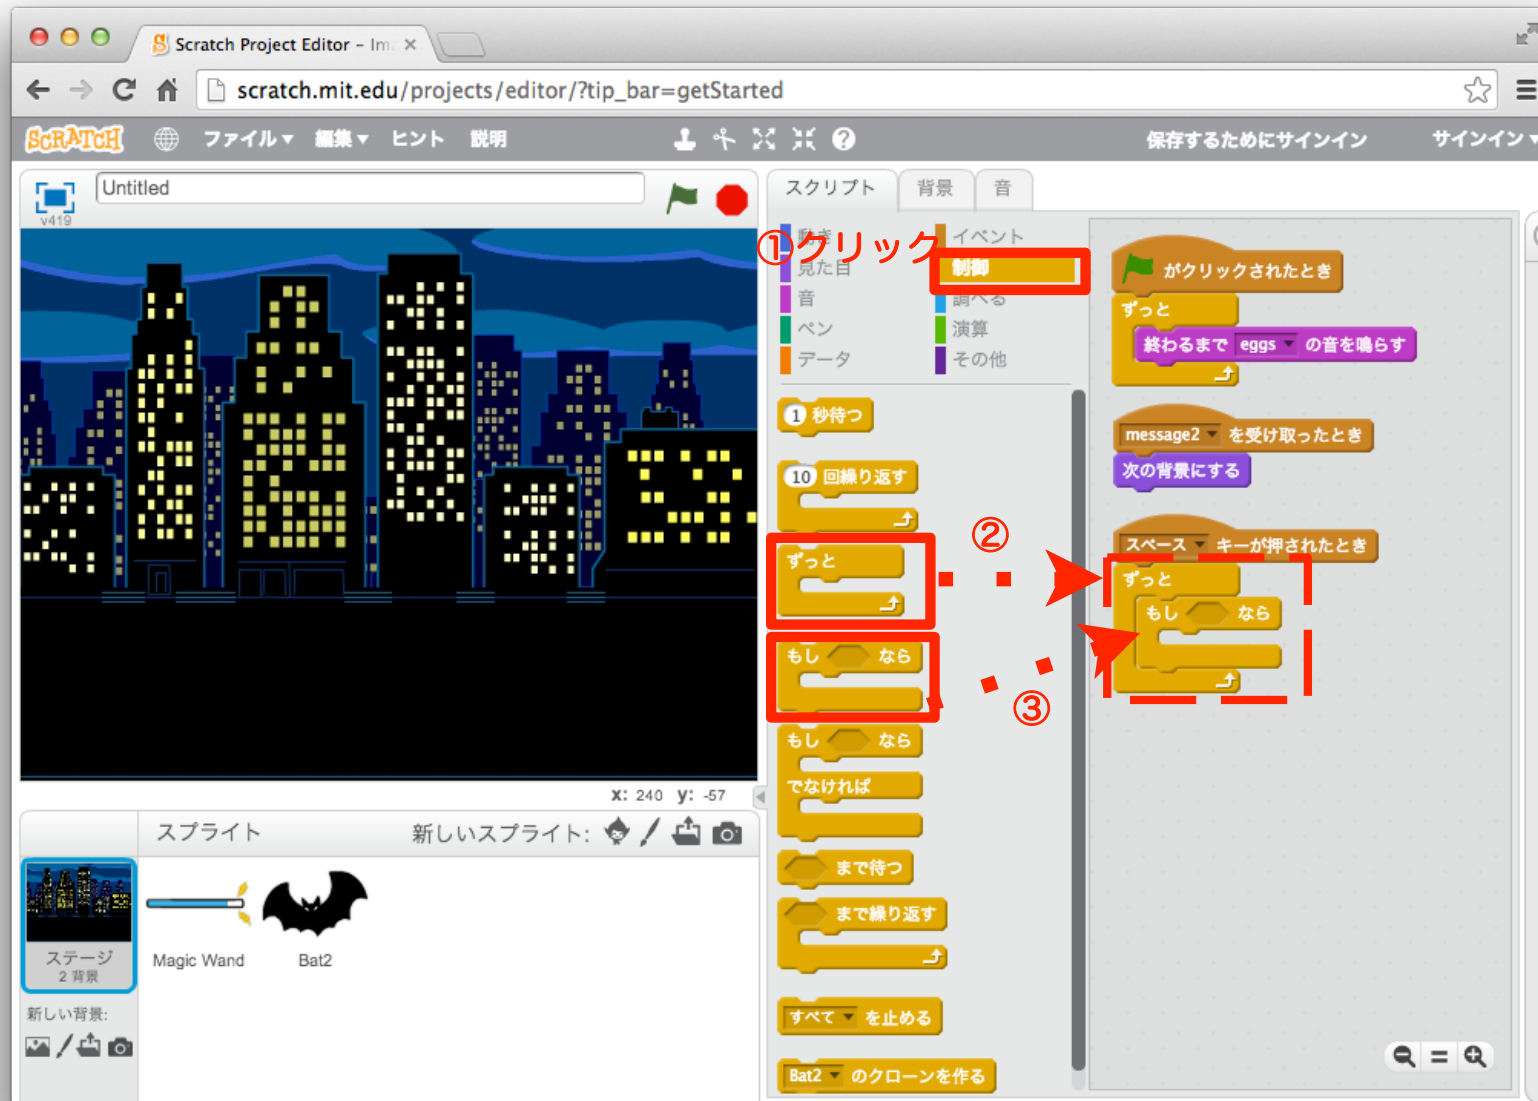 Scratch Project Editor – Im
scratch.mit.edu/projects/editor/?tip_bar=getStarted
SCRATCH ファイル▼ 編集▼ ヒント 説明 保存するためにサインイン サインイン▼
Untitled
v419
スクリプト 背景 音
①クリック
動き イベント
見た目 制御
音 調べる
ペン 演算
データ その他
1 秒待つ
10 回繰り返す
ずっと
もし なら
もし なら
でなければ
まで待つ
まで繰り返す
すべて を止める
Bat2 のクローンを作る
②
③
がクリックされたとき
ずっと
終わるまで eggs の音を鳴らす
message2 を受け取ったとき
次の背景にする
スペース キーが押されたとき
ずっと
もし なら
x: 240 y: -57
スプライト 新しいスプライト:
ステージ
2 背景
Magic Wand
Bat2
新しい背景: